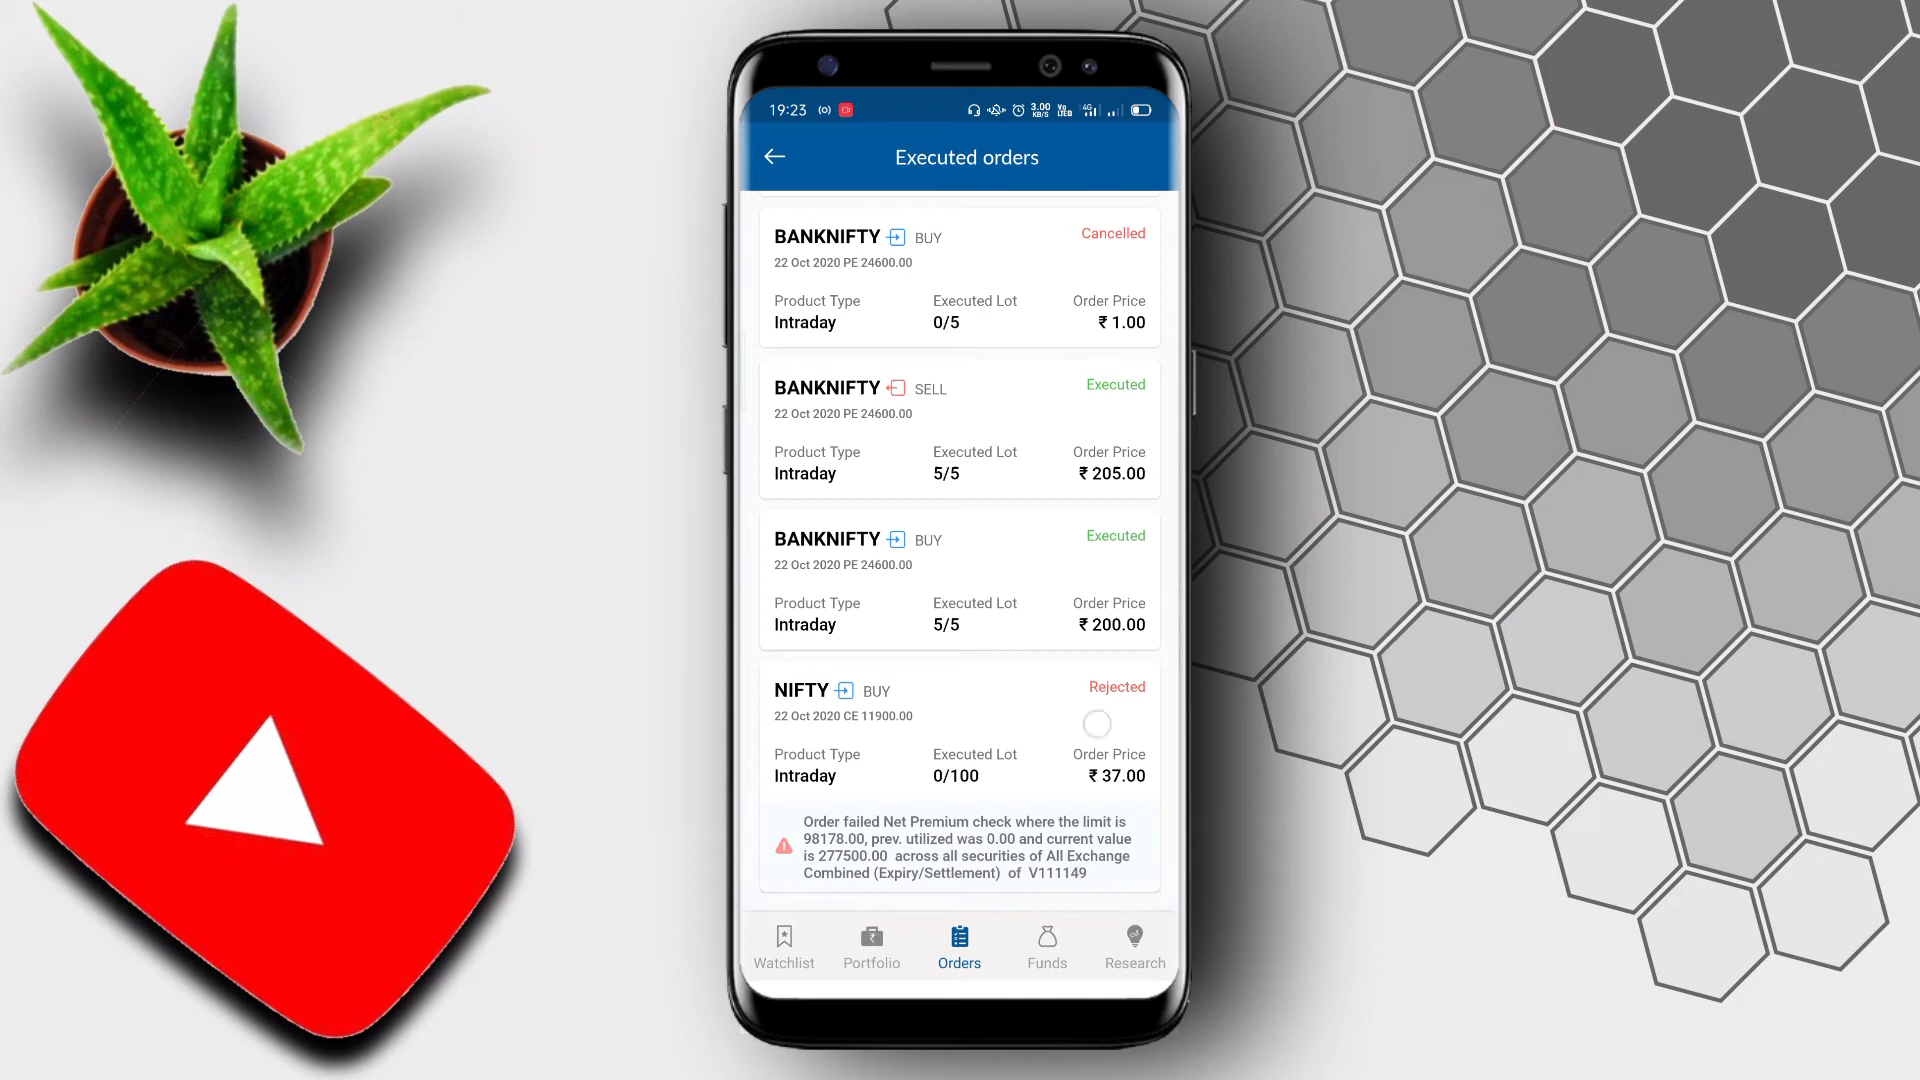 19:23
3.00
KB/S
Vo
LTE
4G
Executed orders
BANKNIFTY BUY Cancelled
22 Oct 2020 PE 24600.00
Product Type Executed Lot Order Price
Intraday 0/5 ₹ 1.00
BANKNIFTY SELL Executed
22 Oct 2020 PE 24600.00
Product Type Executed Lot Order Price
Intraday 5/5 ₹ 205.00
BANKNIFTY BUY Executed
22 Oct 2020 PE 24600.00
Product Type Executed Lot Order Price
Intraday 5/5 ₹ 200.00
NIFTY BUY Rejected
22 Oct 2020 CE 11900.00
Product Type Executed Lot Order Price
Intraday 0/100 ₹ 37.00
Order failed Net Premium check where the limit is
98178.00, prev. utilized was 0.00 and current value
is 277500.00 across all securities of All Exchange
Combined (Expiry/Settlement) of V111149
Watchlist Portfolio Orders Funds Research